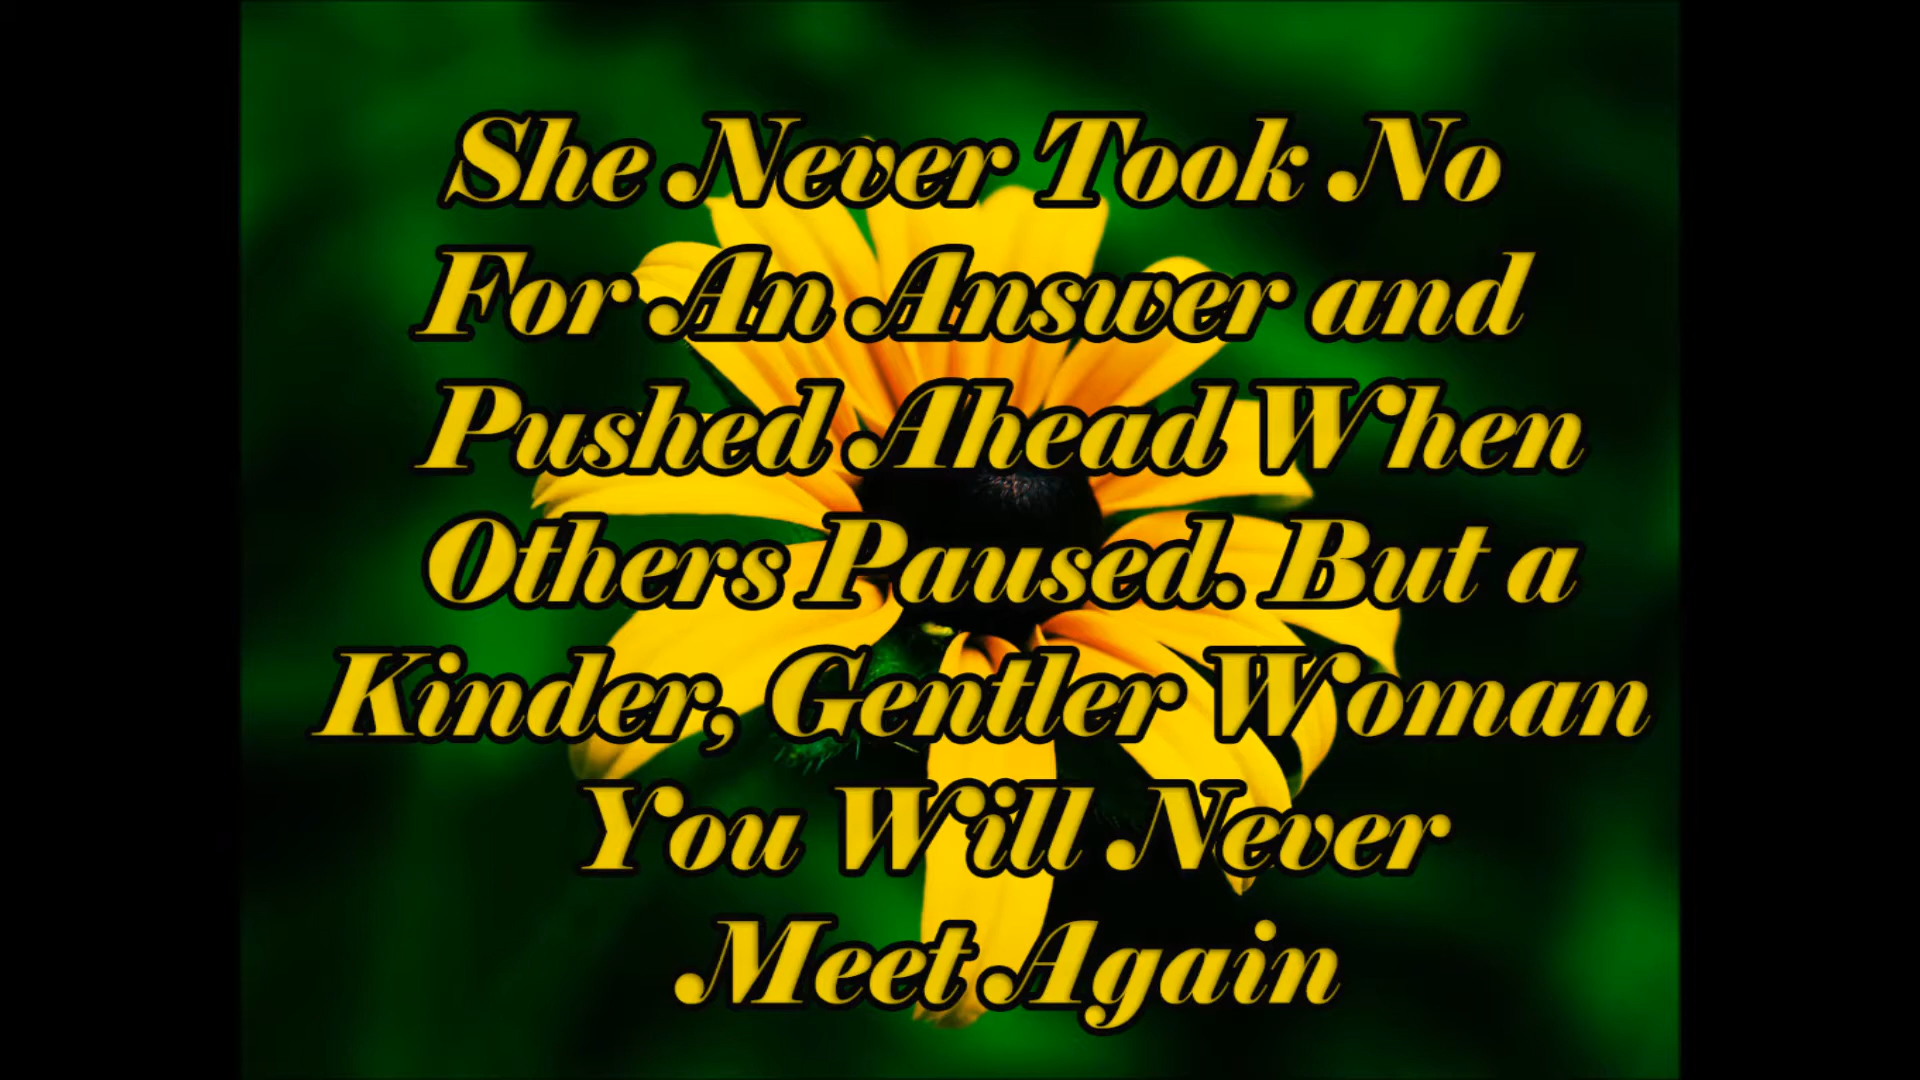 She Never Took No
For An Answer and
Pushed Ahead When
Others Paused. But a
Kinder, Gentler Woman
You Will Never
Meet Again